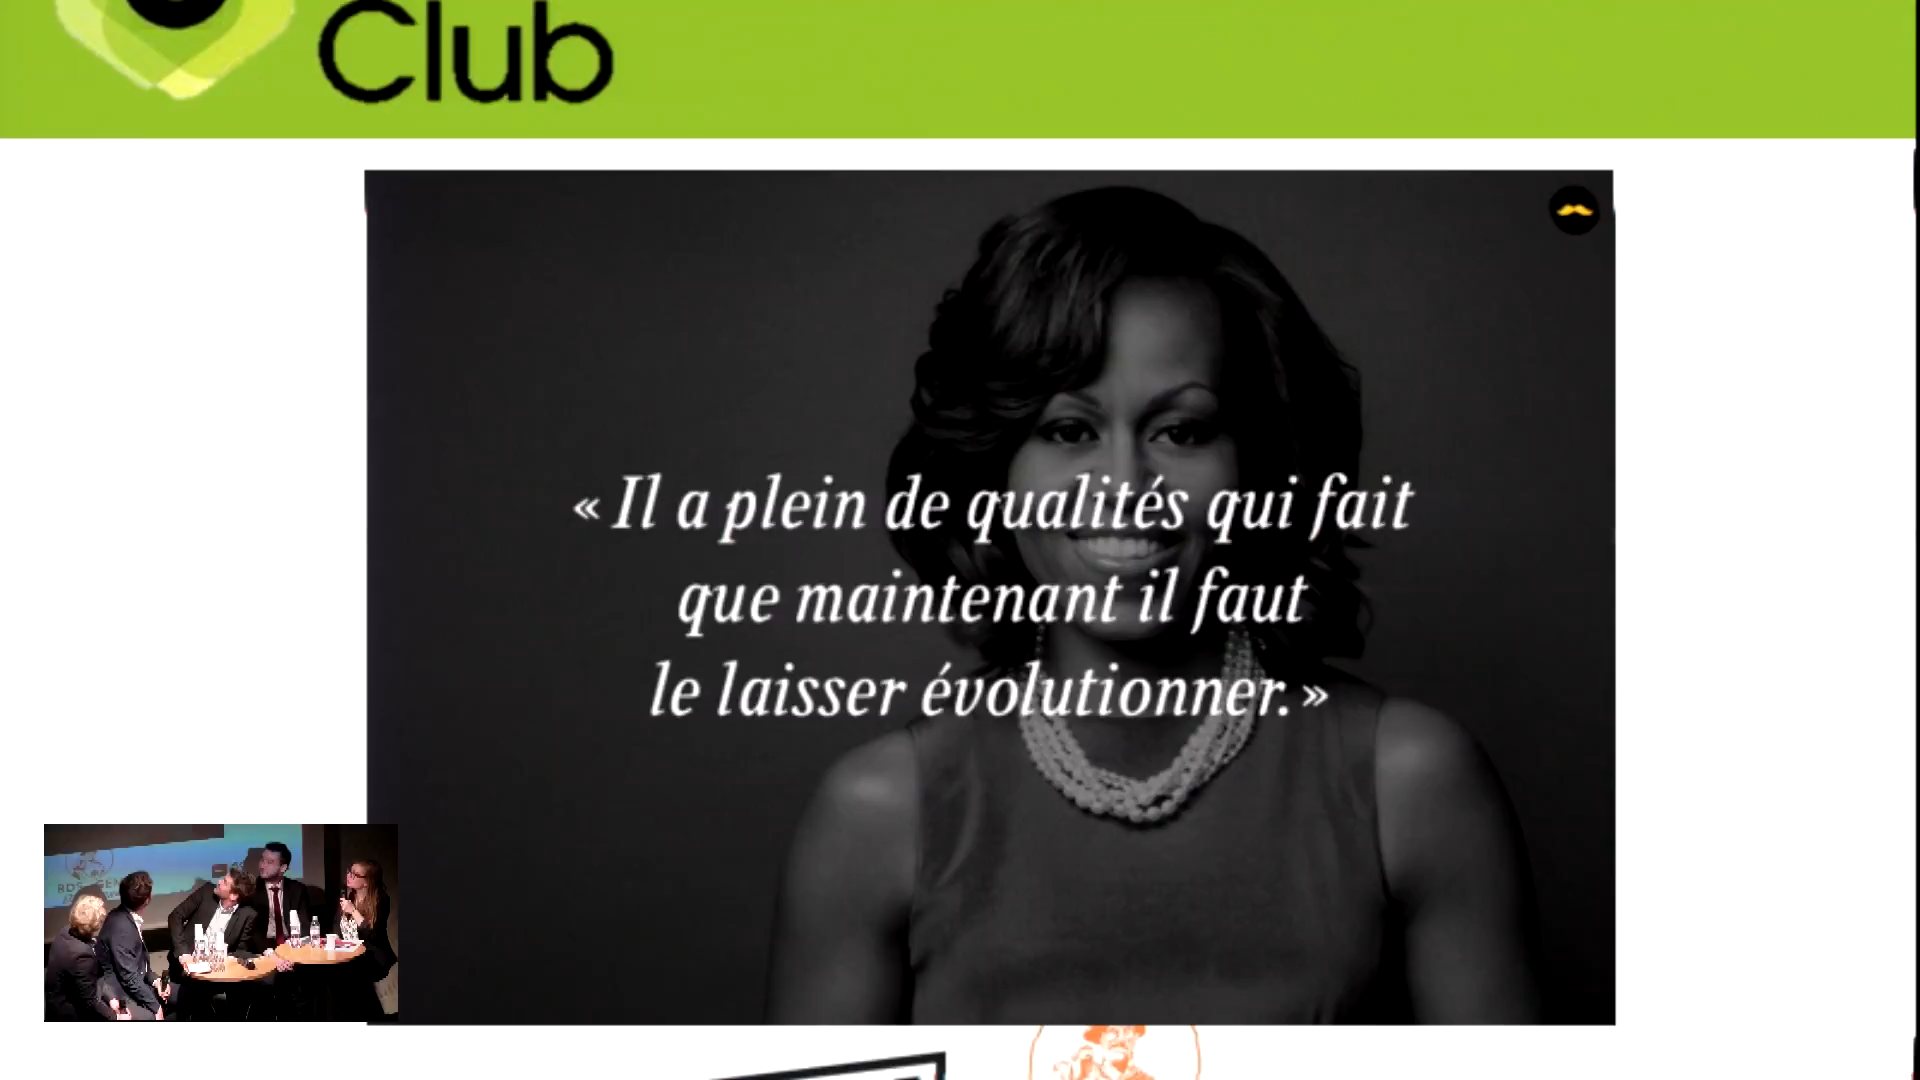 Club
« Il a plein de qualités qui fait
que maintenant il faut
le laisser évolutionner. »